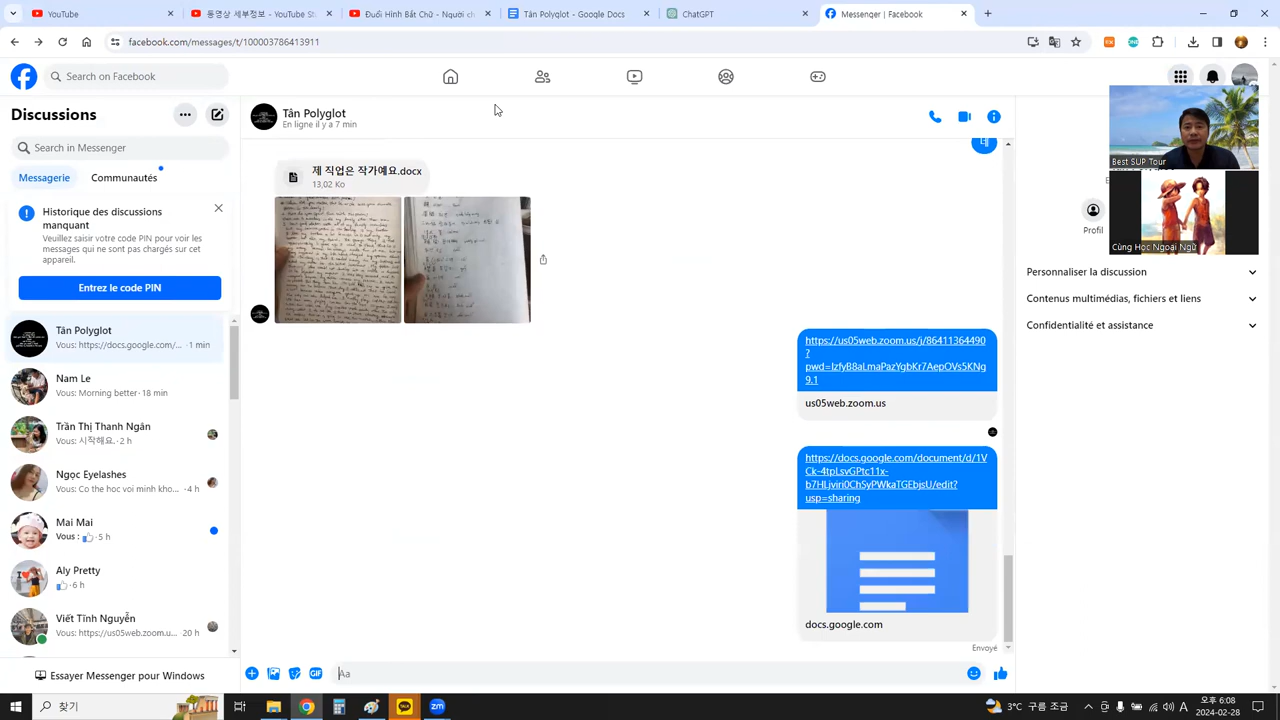 YouTube
동영상 세부정보 - YouTube St
Đuổi Hình Bắt Chữ - Người ch
Tân Polyglot - Google Docs
ChatGPT
Messenger | Facebook
facebook.com/messages/t/100003786413911
Search on Facebook
Discussions
Search in Messenger
Messagerie
Communautés
Historique des discussions
manquant
Veuillez saisir votre code PIN pour voir les
messages qui ne sont pas chargés sur cet
appareil.
Entrez le code PIN
Tân Polyglot
Vous: https://docs.google.com/... · 1 min
Nam Le
Vous: Morning better · 18 min
Trần Thị Thanh Ngân
Vous: 시작해요. · 2 h
Ngọc Eyelashes
Vous: Co the hoc voi minh kho... · 4 h
Mai Mai
Vous : 👍 · 5 h
Aly Pretty
👍 · 6 h
Viết Tĩnh Nguyễn
Vous: https://us05web.zoom.u... · 20 h
Essayer Messenger pour Windows
Tân Polyglot
En ligne il y a 7 min
네
제 직업은 작가예요.docx
13,02 Ko
https://us05web.zoom.us/j/86411364490
?
pwd=IzfyB8aLmaPazYgbKr7AepOVs5KNg
9.1
us05web.zoom.us
https://docs.google.com/document/d/1V
Ck-4tpLsvGPtc11x-
b7HLjviri0ChSyPWkaTGEbjsU/edit?
usp=sharing
docs.google.com
Envoyé
GIF
Aa
Best SUP Tour
Cùng Học Ngoại Ngữ
Profil
Personnaliser la discussion
Contenus multimédias, fichiers et liens
Confidentialité et assistance
찾기
TALK
zm
3°C 구름 조금
A
오후 6:08
2024-02-28